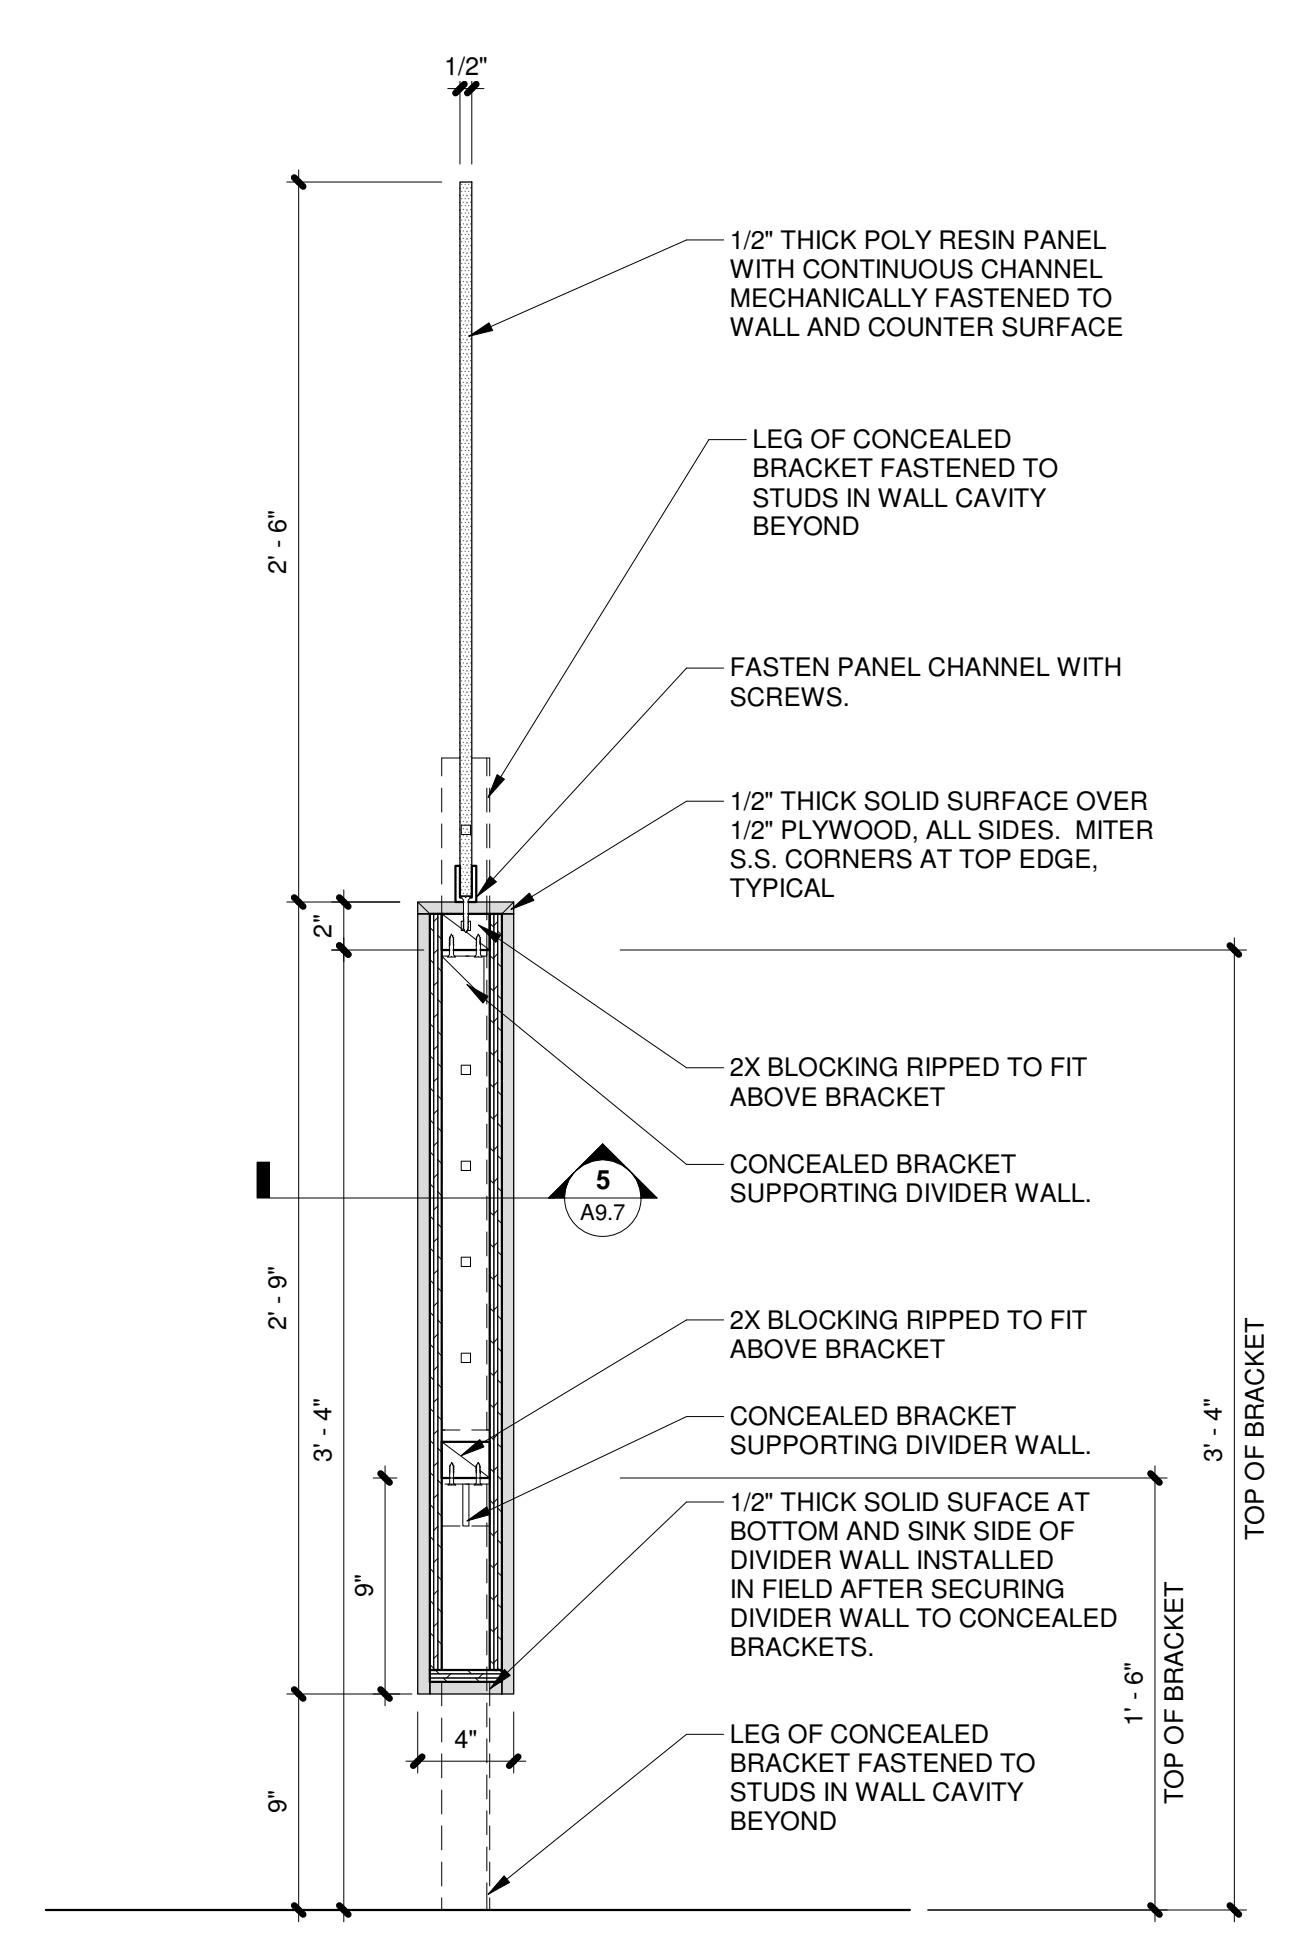 1/2"
1/2" THICK POLY RESIN PANEL
WITH CONTINUOUS CHANNEL
MECHANICALLY FASTENED TO
WALL AND COUNTER SURFACE
LEG OF CONCEALED
BRACKET FASTENED TO
STUDS IN WALL CAVITY
BEYOND
2' - 6"
FASTEN PANEL CHANNEL WITH
SCREWS.
1/2" THICK SOLID SURFACE OVER
1/2" PLYWOOD, ALL SIDES.  MITER
S.S. CORNERS AT TOP EDGE,
TYPICAL
2"
2X BLOCKING RIPPED TO FIT
ABOVE BRACKET
CONCEALED BRACKET
SUPPORTING DIVIDER WALL.
5
A9.7
2' - 9"
2X BLOCKING RIPPED TO FIT
ABOVE BRACKET
3' - 4"
CONCEALED BRACKET
SUPPORTING DIVIDER WALL.
3' - 4"
TOP OF BRACKET
1/2" THICK SOLID SUFACE AT
BOTTOM AND SINK SIDE OF
DIVIDER WALL INSTALLED
IN FIELD AFTER SECURING
DIVIDER WALL TO CONCEALED
BRACKETS.
9"
1' - 6"
TOP OF BRACKET
4"
LEG OF CONCEALED
BRACKET FASTENED TO
STUDS IN WALL CAVITY
BEYOND
9"